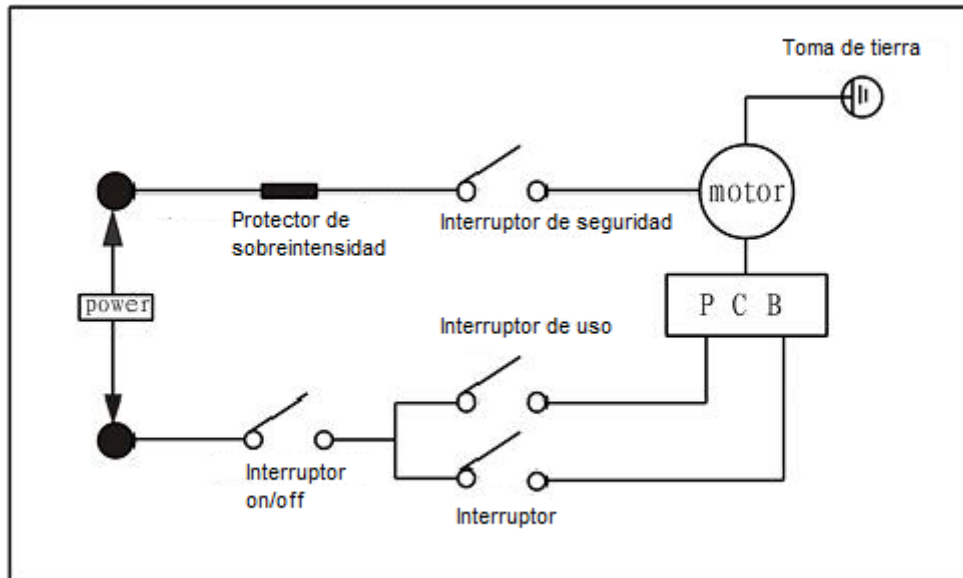 Toma de tierra
motor
Protector de
sobreintensidad
Interruptor de seguridad
power
P C B
Interruptor de uso
Interruptor
on/off
Interruptor